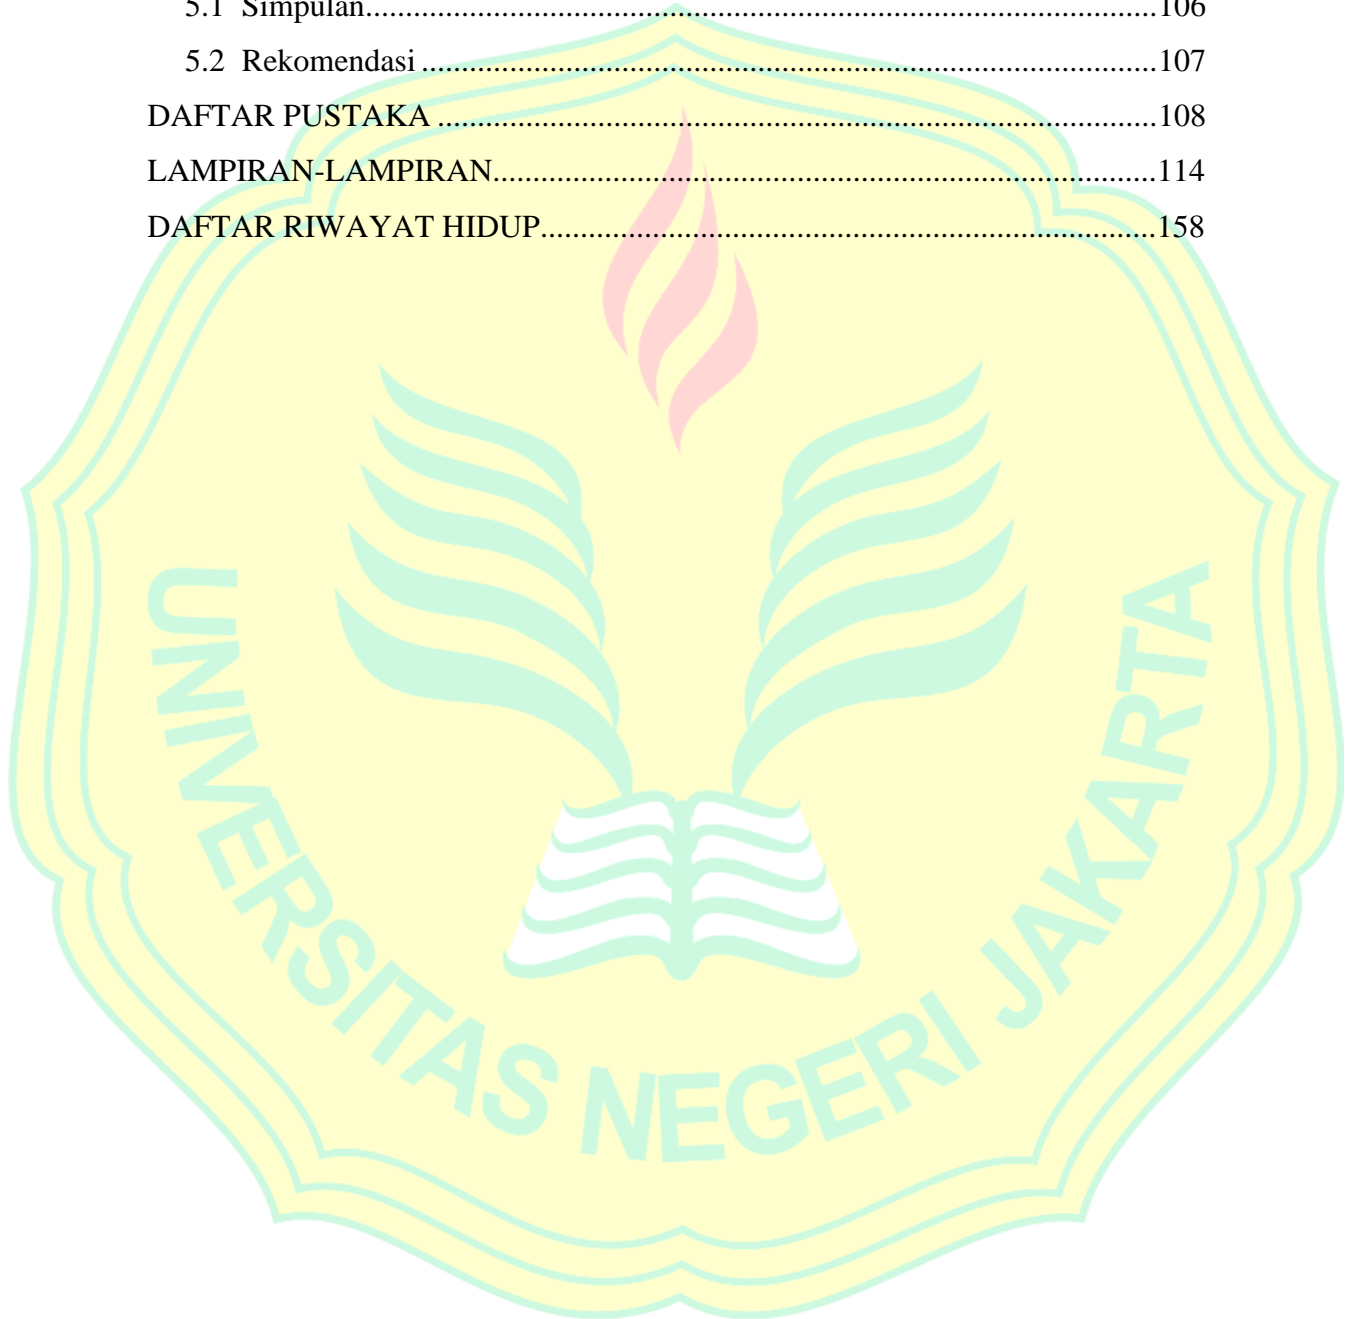 5.1 Simpulan...................................................................................................106
5.2 Rekomendasi............................................................................................107
DAFTAR PUSTAKA..........................................................................................108
LAMPIRAN-LAMPIRAN...................................................................................114
DAFTAR RIWAYAT HIDUP.............................................................................158
UNIVERSITAS NEGERI JAKARTA